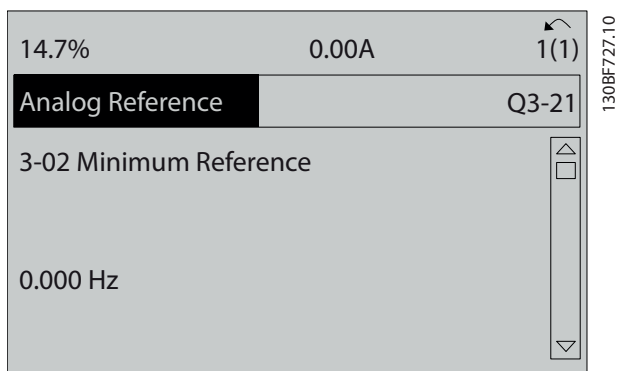 14.7% 0.00A 1(1)
Analog Reference Q3-21
3-02 Minimum Reference
0.000 Hz
130BF727.10